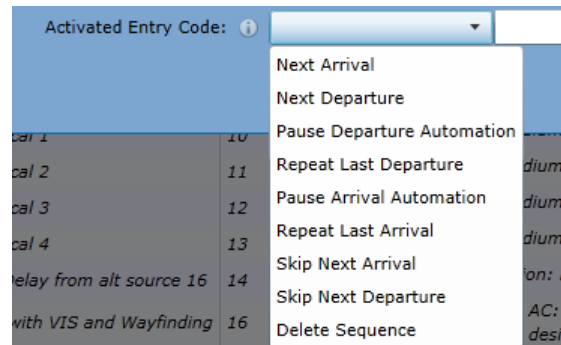 Activated Entry Code:
Next Arrival
Next Departure
Pause Departure Automation
cal 1 10
Repeat Last Departure
cal 2 11 dium
Pause Arrival Automation
cal 3 12 dium
Repeat Last Arrival
cal 4 13 dium
Skip Next Arrival
elay from alt source 16 14 ion:
Skip Next Departure
with VIS and Wayfinding 16 AC:
Delete Sequence
desi